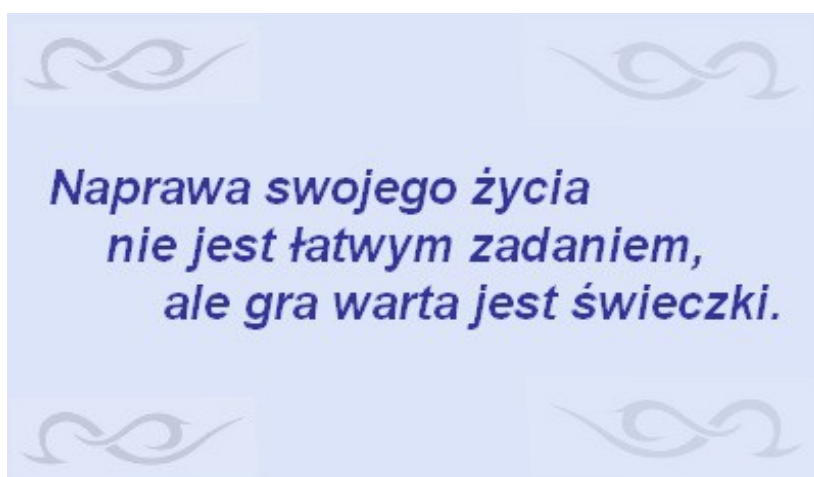 Naprawa swojego życia
nie jest łatwym zadaniem,
ale gra warta jest świeczki.